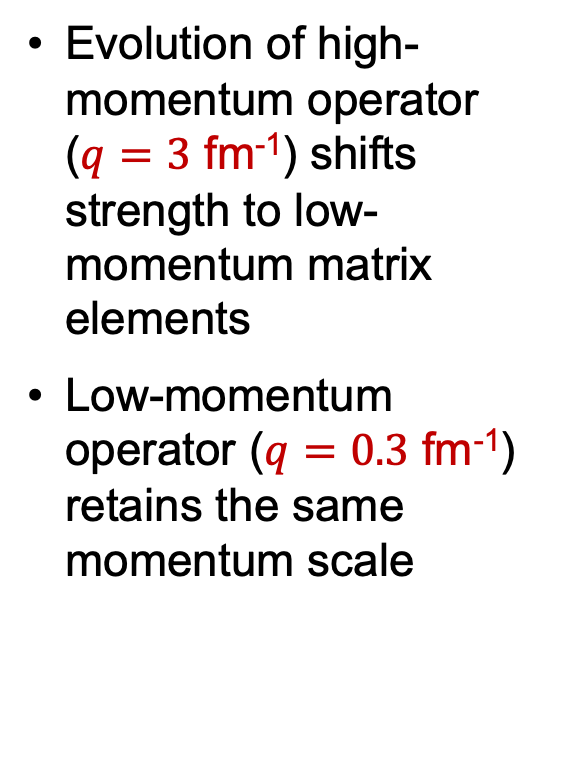 • Evolution of high-
momentum operator
(q = 3 fm⁻¹) shifts
strength to low-
momentum matrix
elements
• Low-momentum
operator (q = 0.3 fm⁻¹)
retains the same
momentum scale